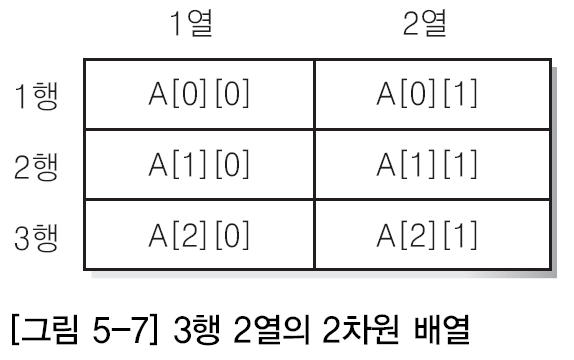 1열 2열
1행 A[0][0] A[0][1]
2행 A[1][0] A[1][1]
3행 A[2][0] A[2][1]
[그림 5-7] 3행 2열의 2차원 배열